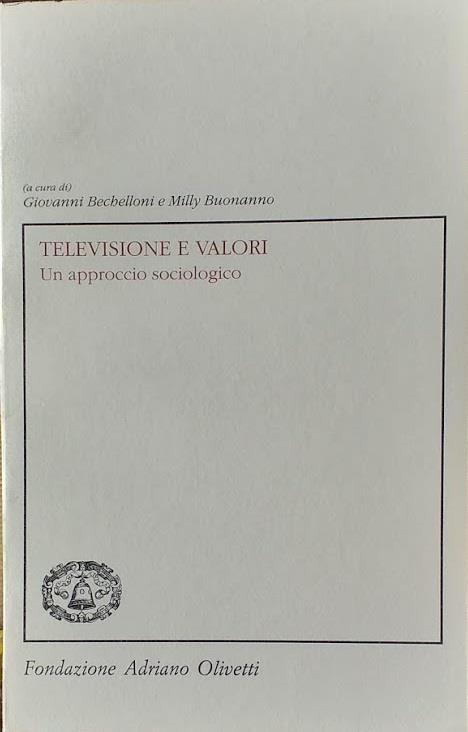 (a cura di)
Giovanni Bechelloni e Milly Buonanno
TELEVISIONE E VALORI
Un approccio sociologico
Fondazione Adriano Olivetti